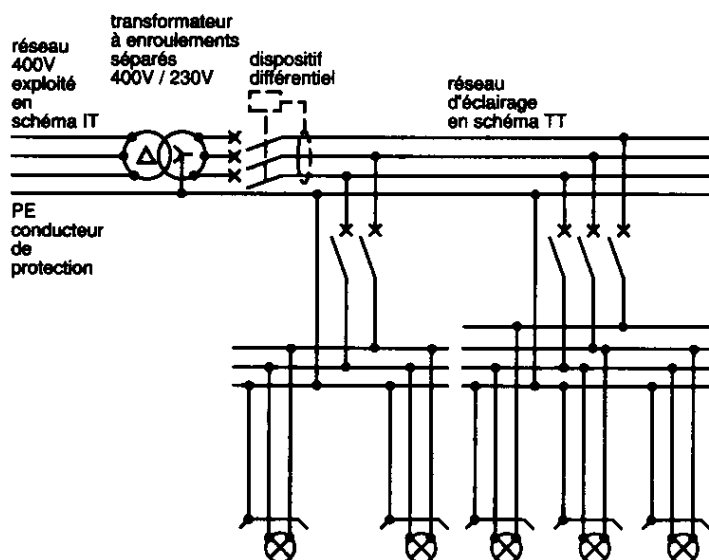 réseau
400V
exploité
en
schéma IT
transformateur
à enroulements
séparés
400V / 230V
dispositif
différentiel
réseau
d'éclairage
en schéma TT
PE
conducteur
de
protection